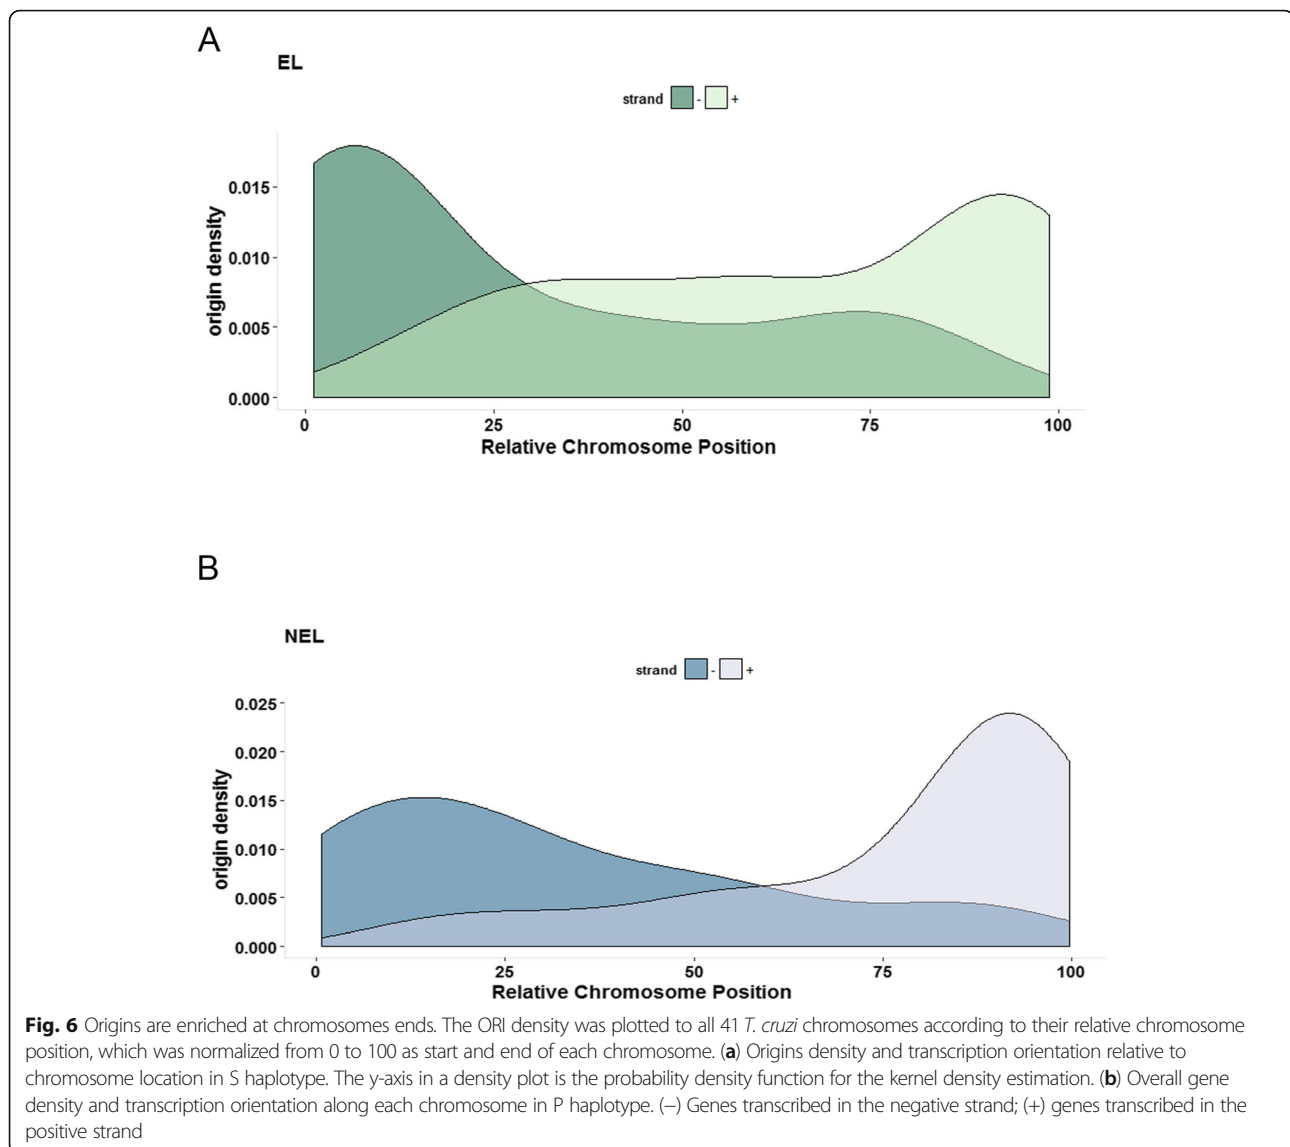 A
EL
strand - +
origin density
0.015
0.010
0.005
0.000
0 25 50 75 100
Relative Chromosome Position
B
NEL
strand - +
origin density
0.025
0.020
0.015
0.010
0.005
0.000
0 25 50 75 100
Relative Chromosome Position
Fig. 6 Origins are enriched at chromosomes ends. The ORI density was plotted to all 41 T. cruzi chromosomes according to their relative chromosome
position, which was normalized from 0 to 100 as start and end of each chromosome. (a) Origins density and transcription orientation relative to
chromosome location in S haplotype. The y-axis in a density plot is the probability density function for the kernel density estimation. (b) Overall gene
density and transcription orientation along each chromosome in P haplotype. (−) Genes transcribed in the negative strand; (+) genes transcribed in the
positive strand